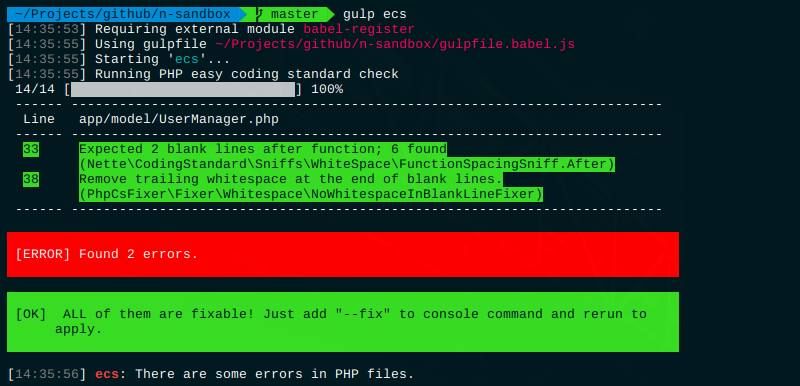 ~/Projects/github/n-sandbox master gulp ecs
[14:35:53] Requiring external module babel-register
[14:35:55] Using gulpfile ~/Projects/github/n-sandbox/gulpfile.babel.js
[14:35:55] Starting 'ecs'...
[14:35:55] Running PHP easy coding standard check
14/14 [ ] 100%
------ --------------------------------------------------------------------------
Line app/model/UserManager.php
------ --------------------------------------------------------------------------
33 Expected 2 blank lines after function; 6 found
(Nette\CodingStandard\Sniffs\WhiteSpace\FunctionSpacingSniff.After)
38 Remove trailing whitespace at the end of blank lines.
(PhpCsFixer\Fixer\Whitespace\NoWhitespaceInBlankLineFixer)
------ --------------------------------------------------------------------------
[ERROR] Found 2 errors.
[OK] ALL of them are fixable! Just add "--fix" to console command and rerun to
apply.
[14:35:56] ecs: There are some errors in PHP files.